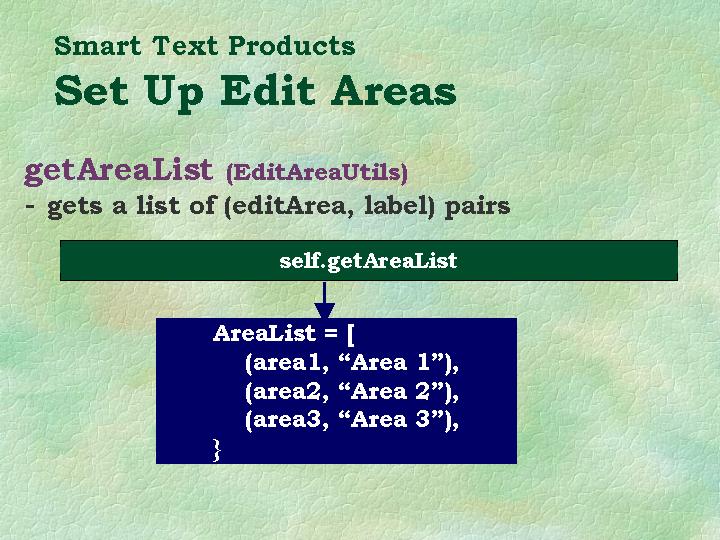 Smart Text Products
Set Up Edit Areas
getAreaList (EditAreaUtils)
- gets a list of (editArea, label) pairs
self.getAreaList
AreaList = [
(area1, “Area 1”),
(area2, “Area 2”),
(area3, “Area 3”),
}